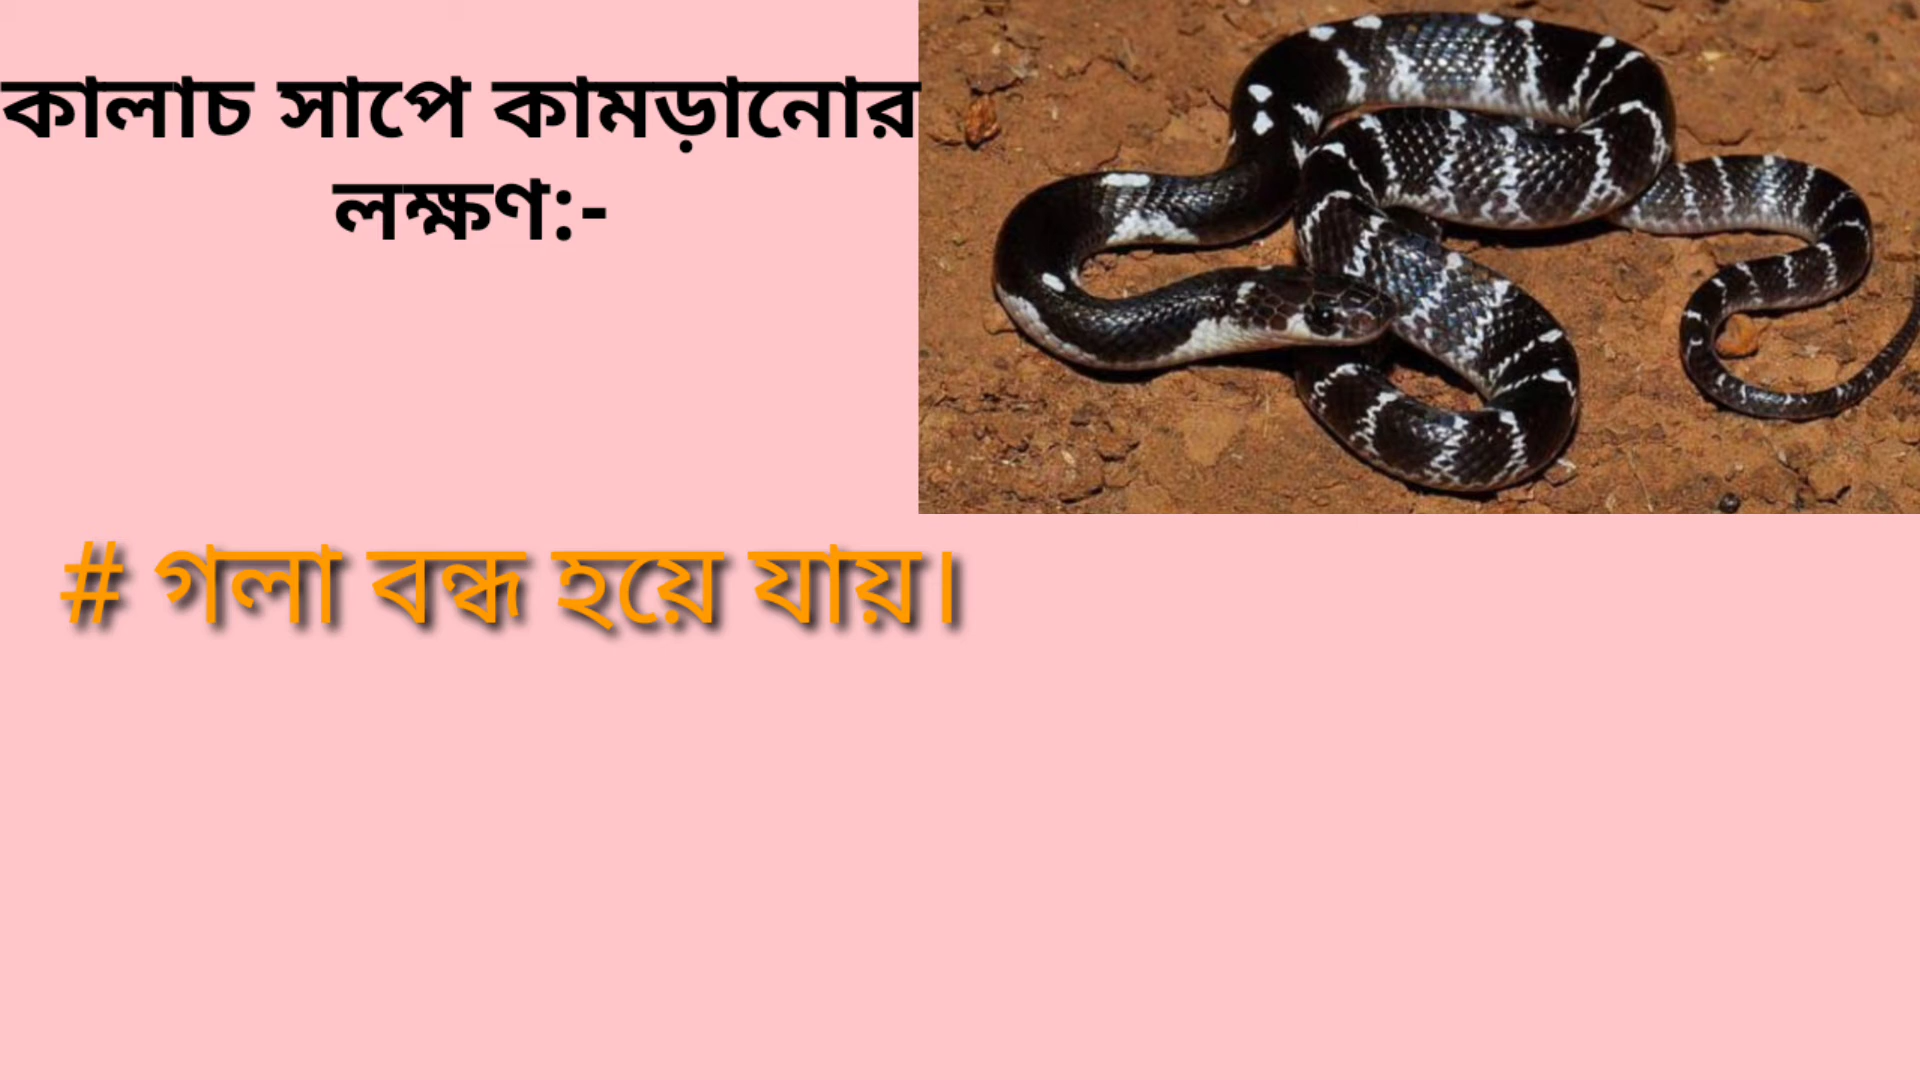 কালাচ সাপে কামড়ানোর
লক্ষণ:-
# গলা বন্ধ হয়ে যায়।